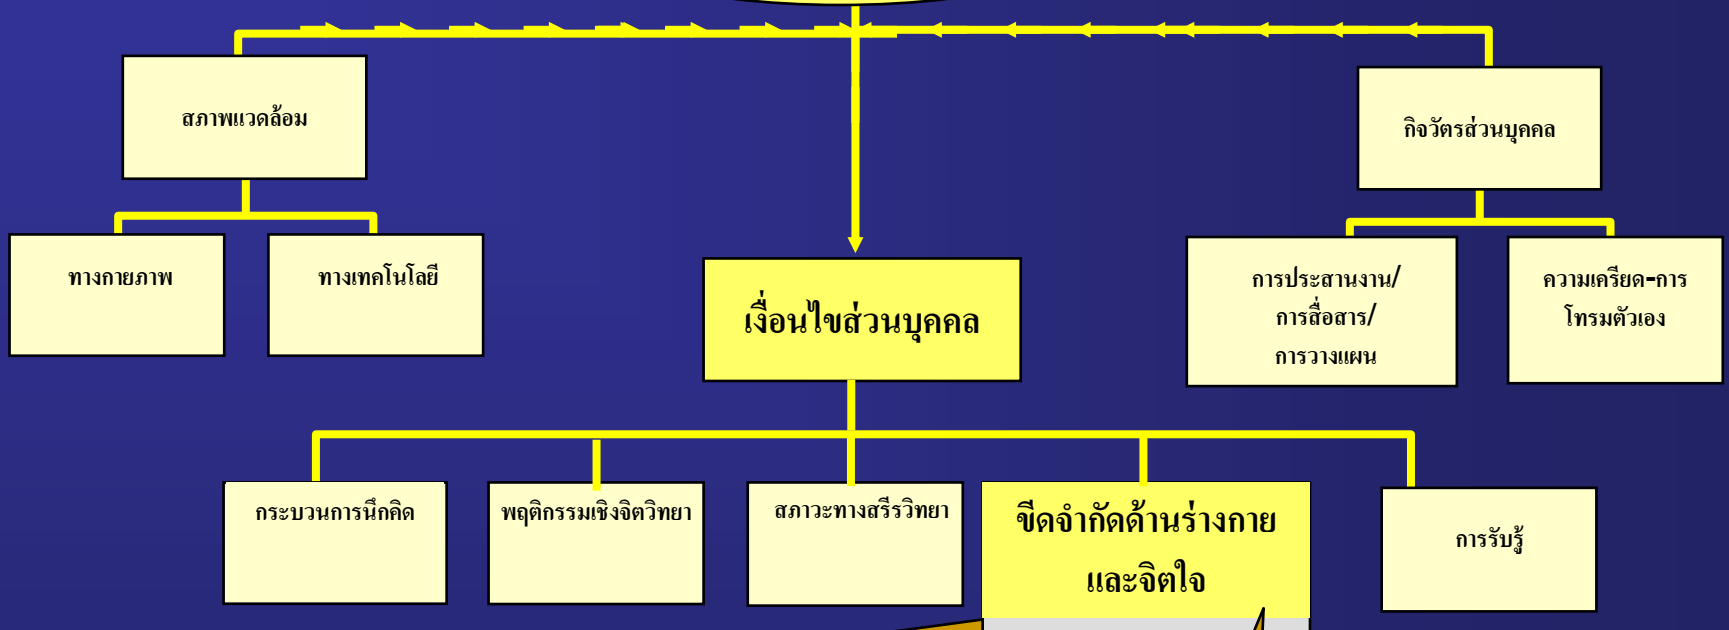 สภาพแวดล้อม
กิจวัตรส่วนบุคคล
ทางกายภาพ
ทางเทคโนโลยี
เงื่อนไขส่วนบุคคล
การประสานงาน/
การสื่อสาร/
การวางแผน
ความเครียด-การ
โทรมตัวเอง
กระบวนการนึกคิด
พฤติกรรมเชิงจิตวิทยา
สภาวะทางสรีรวิทยา
ขีดจำกัดด้านร่างกาย
และจิตใจ
การรับรู้